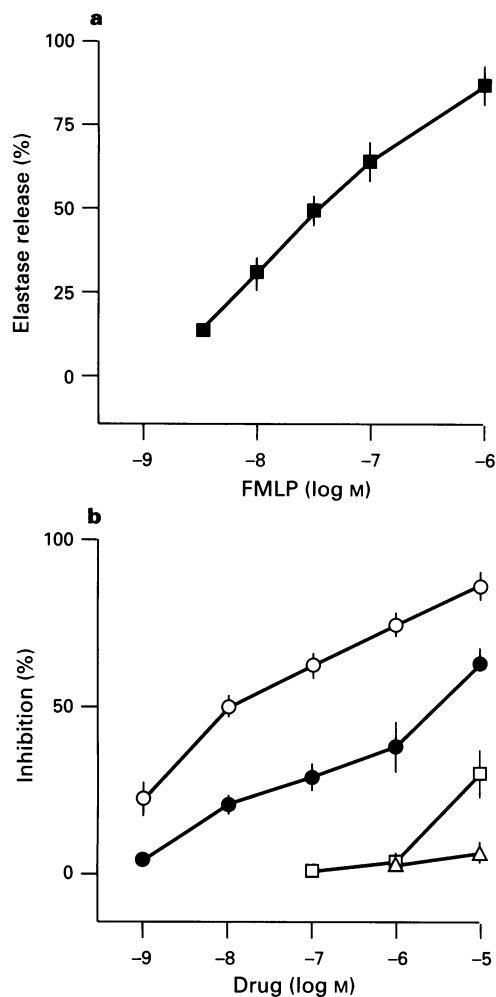 a
100
75
50
25
0
Elastase release (%)
−9 −8 −7 −6
FMLP (log M)
b
100
50
0
Inhibition (%)
−9 −8 −7 −6 −5
Drug (log M)